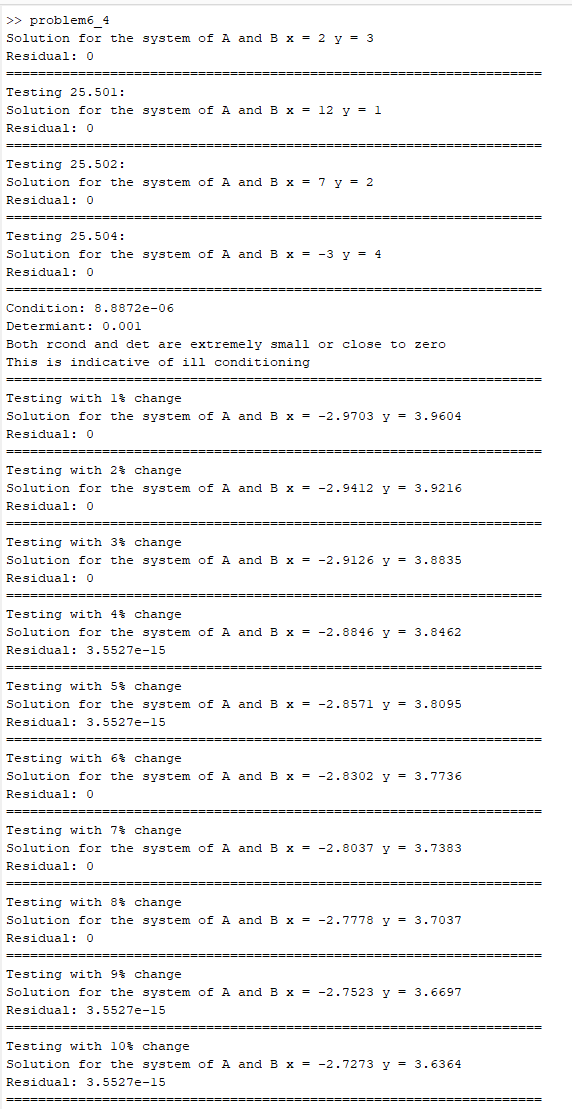 >> problem6_4
Solution for the system of A and B x = 2 y = 3
Residual: 0
===================================================================
Testing 25.501:
Solution for the system of A and B x = 12 y = 1
Residual: 0
===================================================================
Testing 25.502:
Solution for the system of A and B x = 7 y = 2
Residual: 0
===================================================================
Testing 25.504:
Solution for the system of A and B x = -3 y = 4
Residual: 0
===================================================================
Condition: 8.8872e-06
Determiant: 0.001
Both rcond and det are extremely small or close to zero
This is indicative of ill conditioning
===================================================================
Testing with 1% change
Solution for the system of A and B x = -2.9703 y = 3.9604
Residual: 0
===================================================================
Testing with 2% change
Solution for the system of A and B x = -2.9412 y = 3.9216
Residual: 0
===================================================================
Testing with 3% change
Solution for the system of A and B x = -2.9126 y = 3.8835
Residual: 0
===================================================================
Testing with 4% change
Solution for the system of A and B x = -2.8846 y = 3.8462
Residual: 3.5527e-15
===================================================================
Testing with 5% change
Solution for the system of A and B x = -2.8571 y = 3.8095
Residual: 3.5527e-15
===================================================================
Testing with 6% change
Solution for the system of A and B x = -2.8302 y = 3.7736
Residual: 0
===================================================================
Testing with 7% change
Solution for the system of A and B x = -2.8037 y = 3.7383
Residual: 0
===================================================================
Testing with 8% change
Solution for the system of A and B x = -2.7778 y = 3.7037
Residual: 0
===================================================================
Testing with 9% change
Solution for the system of A and B x = -2.7523 y = 3.6697
Residual: 3.5527e-15
===================================================================
Testing with 10% change
Solution for the system of A and B x = -2.7273 y = 3.6364
Residual: 3.5527e-15
===================================================================